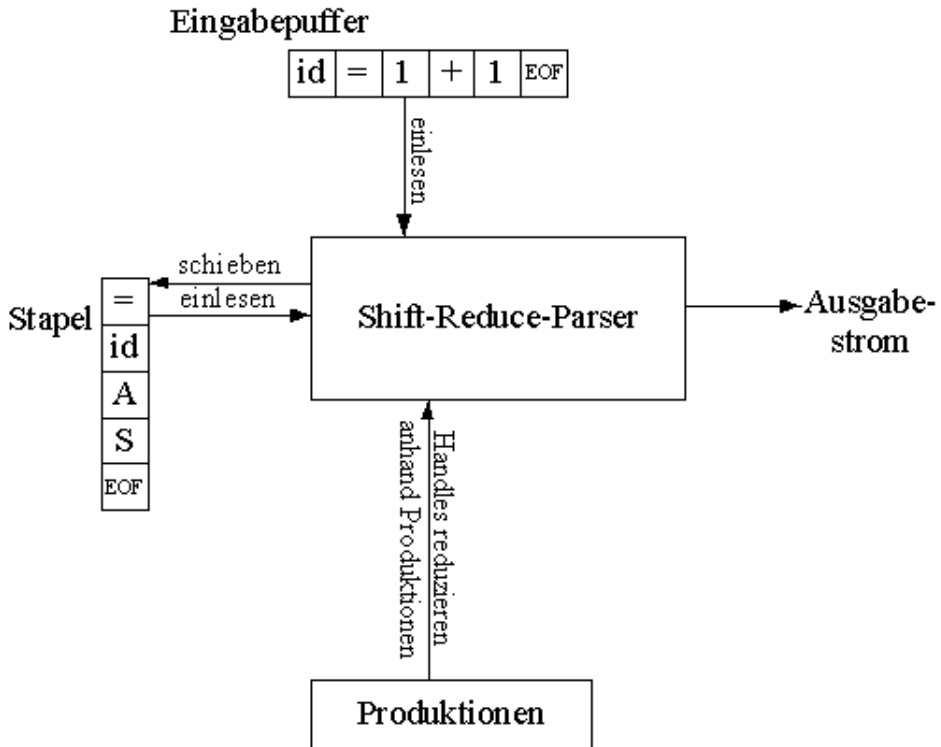 Eingabepuffer
id = 1 + 1 EOF
einlesen
schieben
einlesen
Stapel
=
id
A
S
EOF
Shift-Reduce-Parser
Ausgabe-
strom
Handles reduzieren
anhand Produktionen
Produktionen